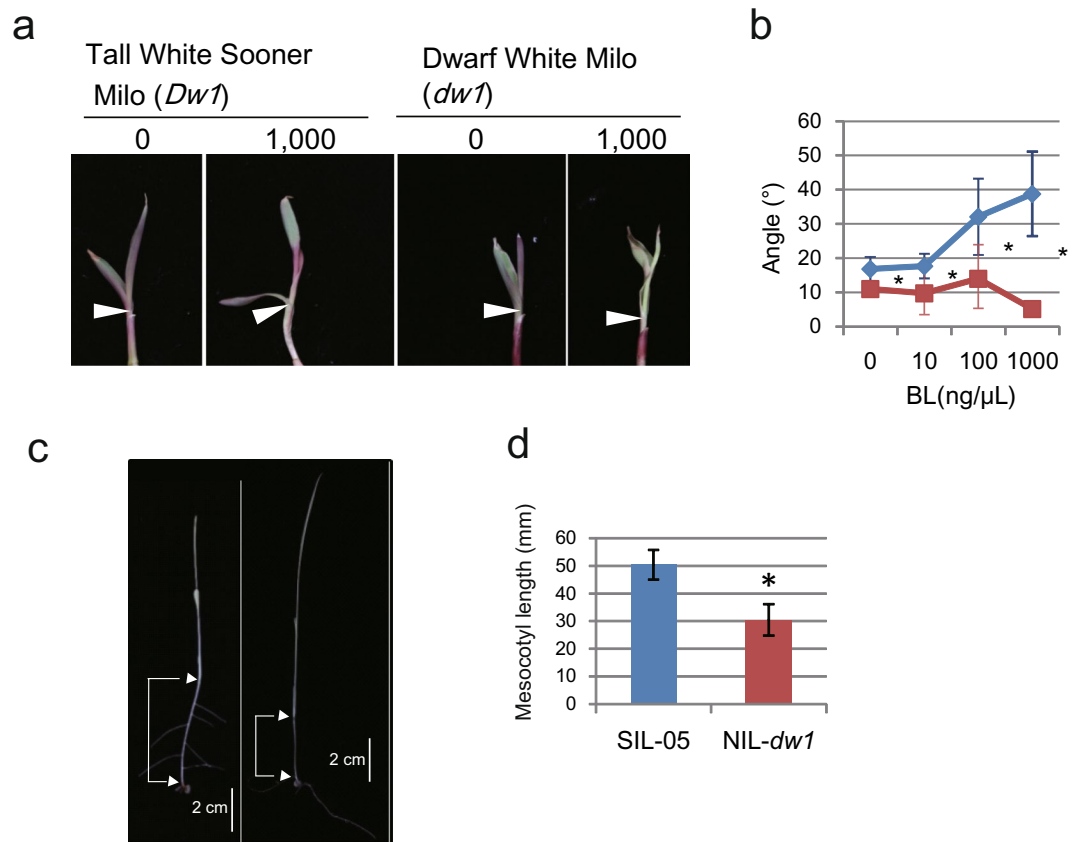 a
Tall White Sooner
Milo (Dw1)
Dwarf White Milo
(dw1)
0 1,000 0 1,000
b
60
50
40
30
20
10
0
Angle (°)
* * * *
0 10 100 1000
BL(ng/µL)
c
2 cm
2 cm
d
60
50
40
30
20
10
0
Mesocotyl length (mm)
*
SIL-05 NIL-dw1